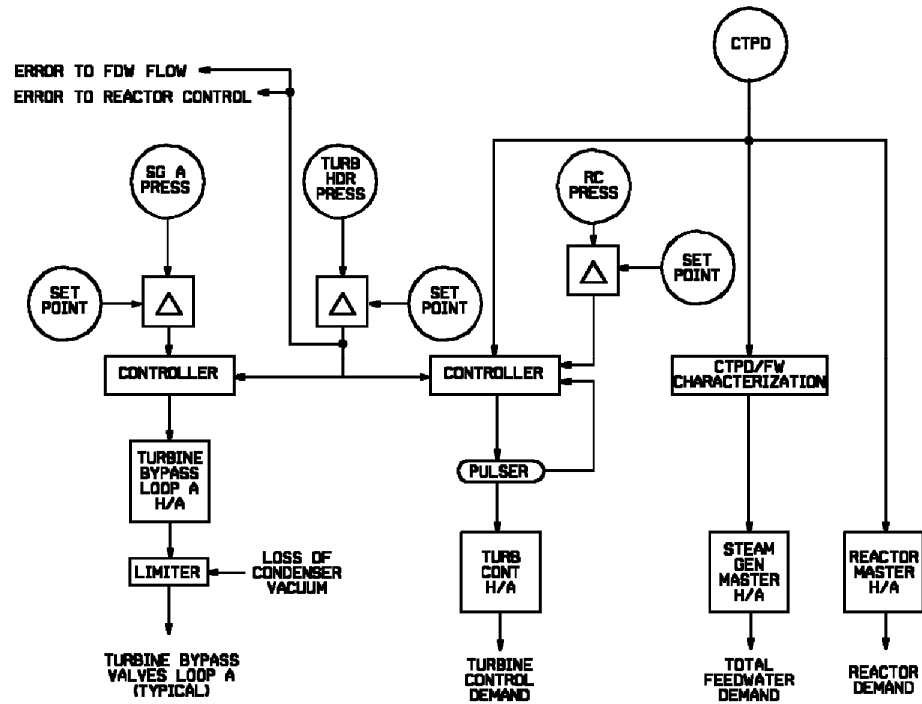 CTPD
ERROR TO FDW FLOW
ERROR TO REACTOR CONTROL
SG A
PRESS
TURB
HDR
PRESS
RC
PRESS
SET
POINT
△
△
SET
POINT
△
SET
POINT
CONTROLLER
CONTROLLER
CTPD/FW
CHARACTERIZATION
TURBINE
BYPASS
LOOP A
H/A
PULSER
LIMITER
LOSS OF
CONDENSER
VACUUM
TURB
CONT
H/A
STEAM
GEN
MASTER
H/A
REACTOR
MASTER
H/A
TURBINE BYPASS
VALVES LOOP A
(TYPICAL)
TURBINE
CONTROL
DEMAND
TOTAL
FEEDWATER
DEMAND
REACTOR
DEMAND